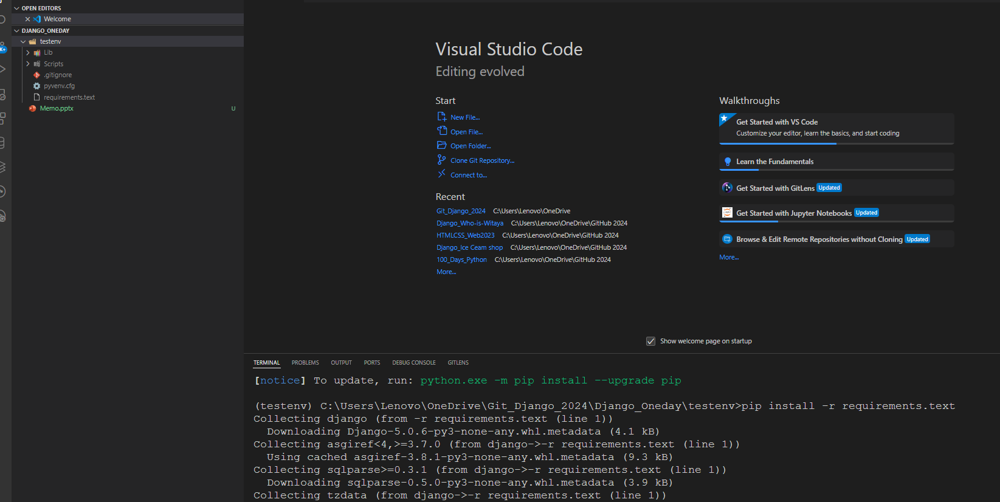 OPEN EDITORS
Welcome
DJANGO_ONEDAY
testenv
Lib
Scripts
.gitignore
pyvenv.cfg
requirements.text
Memo.pptx U
K+
Visual Studio Code
Editing evolved
Start
New File...
Open File...
Open Folder...
Clone Git Repository...
Connect to...
Recent
Git_Django_2024 C:\Users\Lenovo\OneDrive
Django_Who-is-Witaya C:\Users\Lenovo\OneDrive\GitHub 2024
HTMLCSS_Web2023 C:\Users\Lenovo\OneDrive\GitHub 2024
Django_Ice Ceam shop C:\Users\Lenovo\OneDrive\GitHub 2024
100_Days_Python C:\Users\Lenovo\OneDrive\GitHub 2024
More...
Walkthroughs
Get Started with VS Code
Customize your editor, learn the basics, and start coding
Learn the Fundamentals
Get Started with GitLens Updated
Get Started with Jupyter Notebooks Updated
Browse & Edit Remote Repositories without Cloning Updated
More...
Show welcome page on startup
TERMINAL PROBLEMS OUTPUT PORTS DEBUG CONSOLE GITLENS
[notice] To update, run: python.exe -m pip install --upgrade pip
(testenv) C:\Users\Lenovo\OneDrive\Git_Django_2024\Django_Oneday\testenv>pip install -r requirements.text
Collecting django (from -r requirements.text (line 1))
Downloading Django-5.0.6-py3-none-any.whl.metadata (4.1 kB)
Collecting asgiref<4,>=3.7.0 (from django->-r requirements.text (line 1))
Using cached asgiref-3.8.1-py3-none-any.whl.metadata (9.3 kB)
Collecting sqlparse>=0.3.1 (from django->-r requirements.text (line 1))
Downloading sqlparse-0.5.0-py3-none-any.whl.metadata (3.9 kB)
Collecting tzdata (from django->-r requirements.text (line 1))